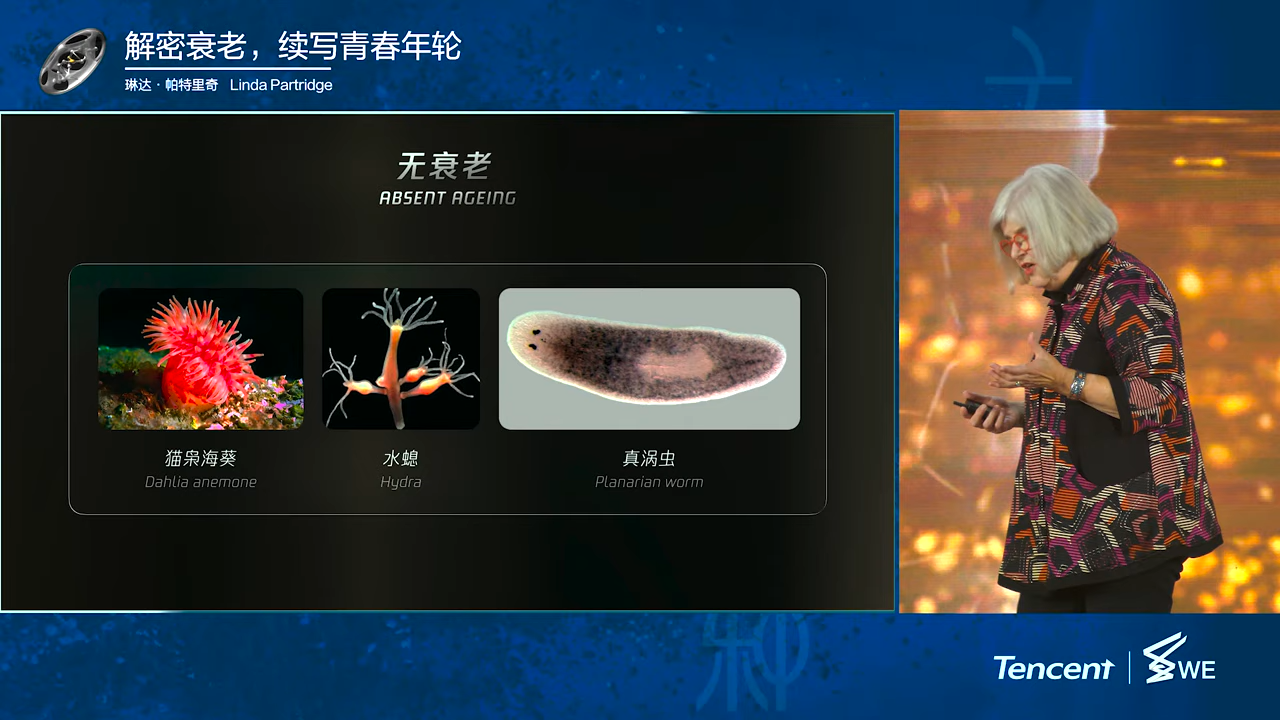 解密衰老，续写青春年轮
琳达·帕特里奇 Linda Partridge
无衰老
ABSENT AGEING
猫枭海葵
Dahlia anemone
水螅
Hydra
真涡虫
Planarian worm
Tencent WE